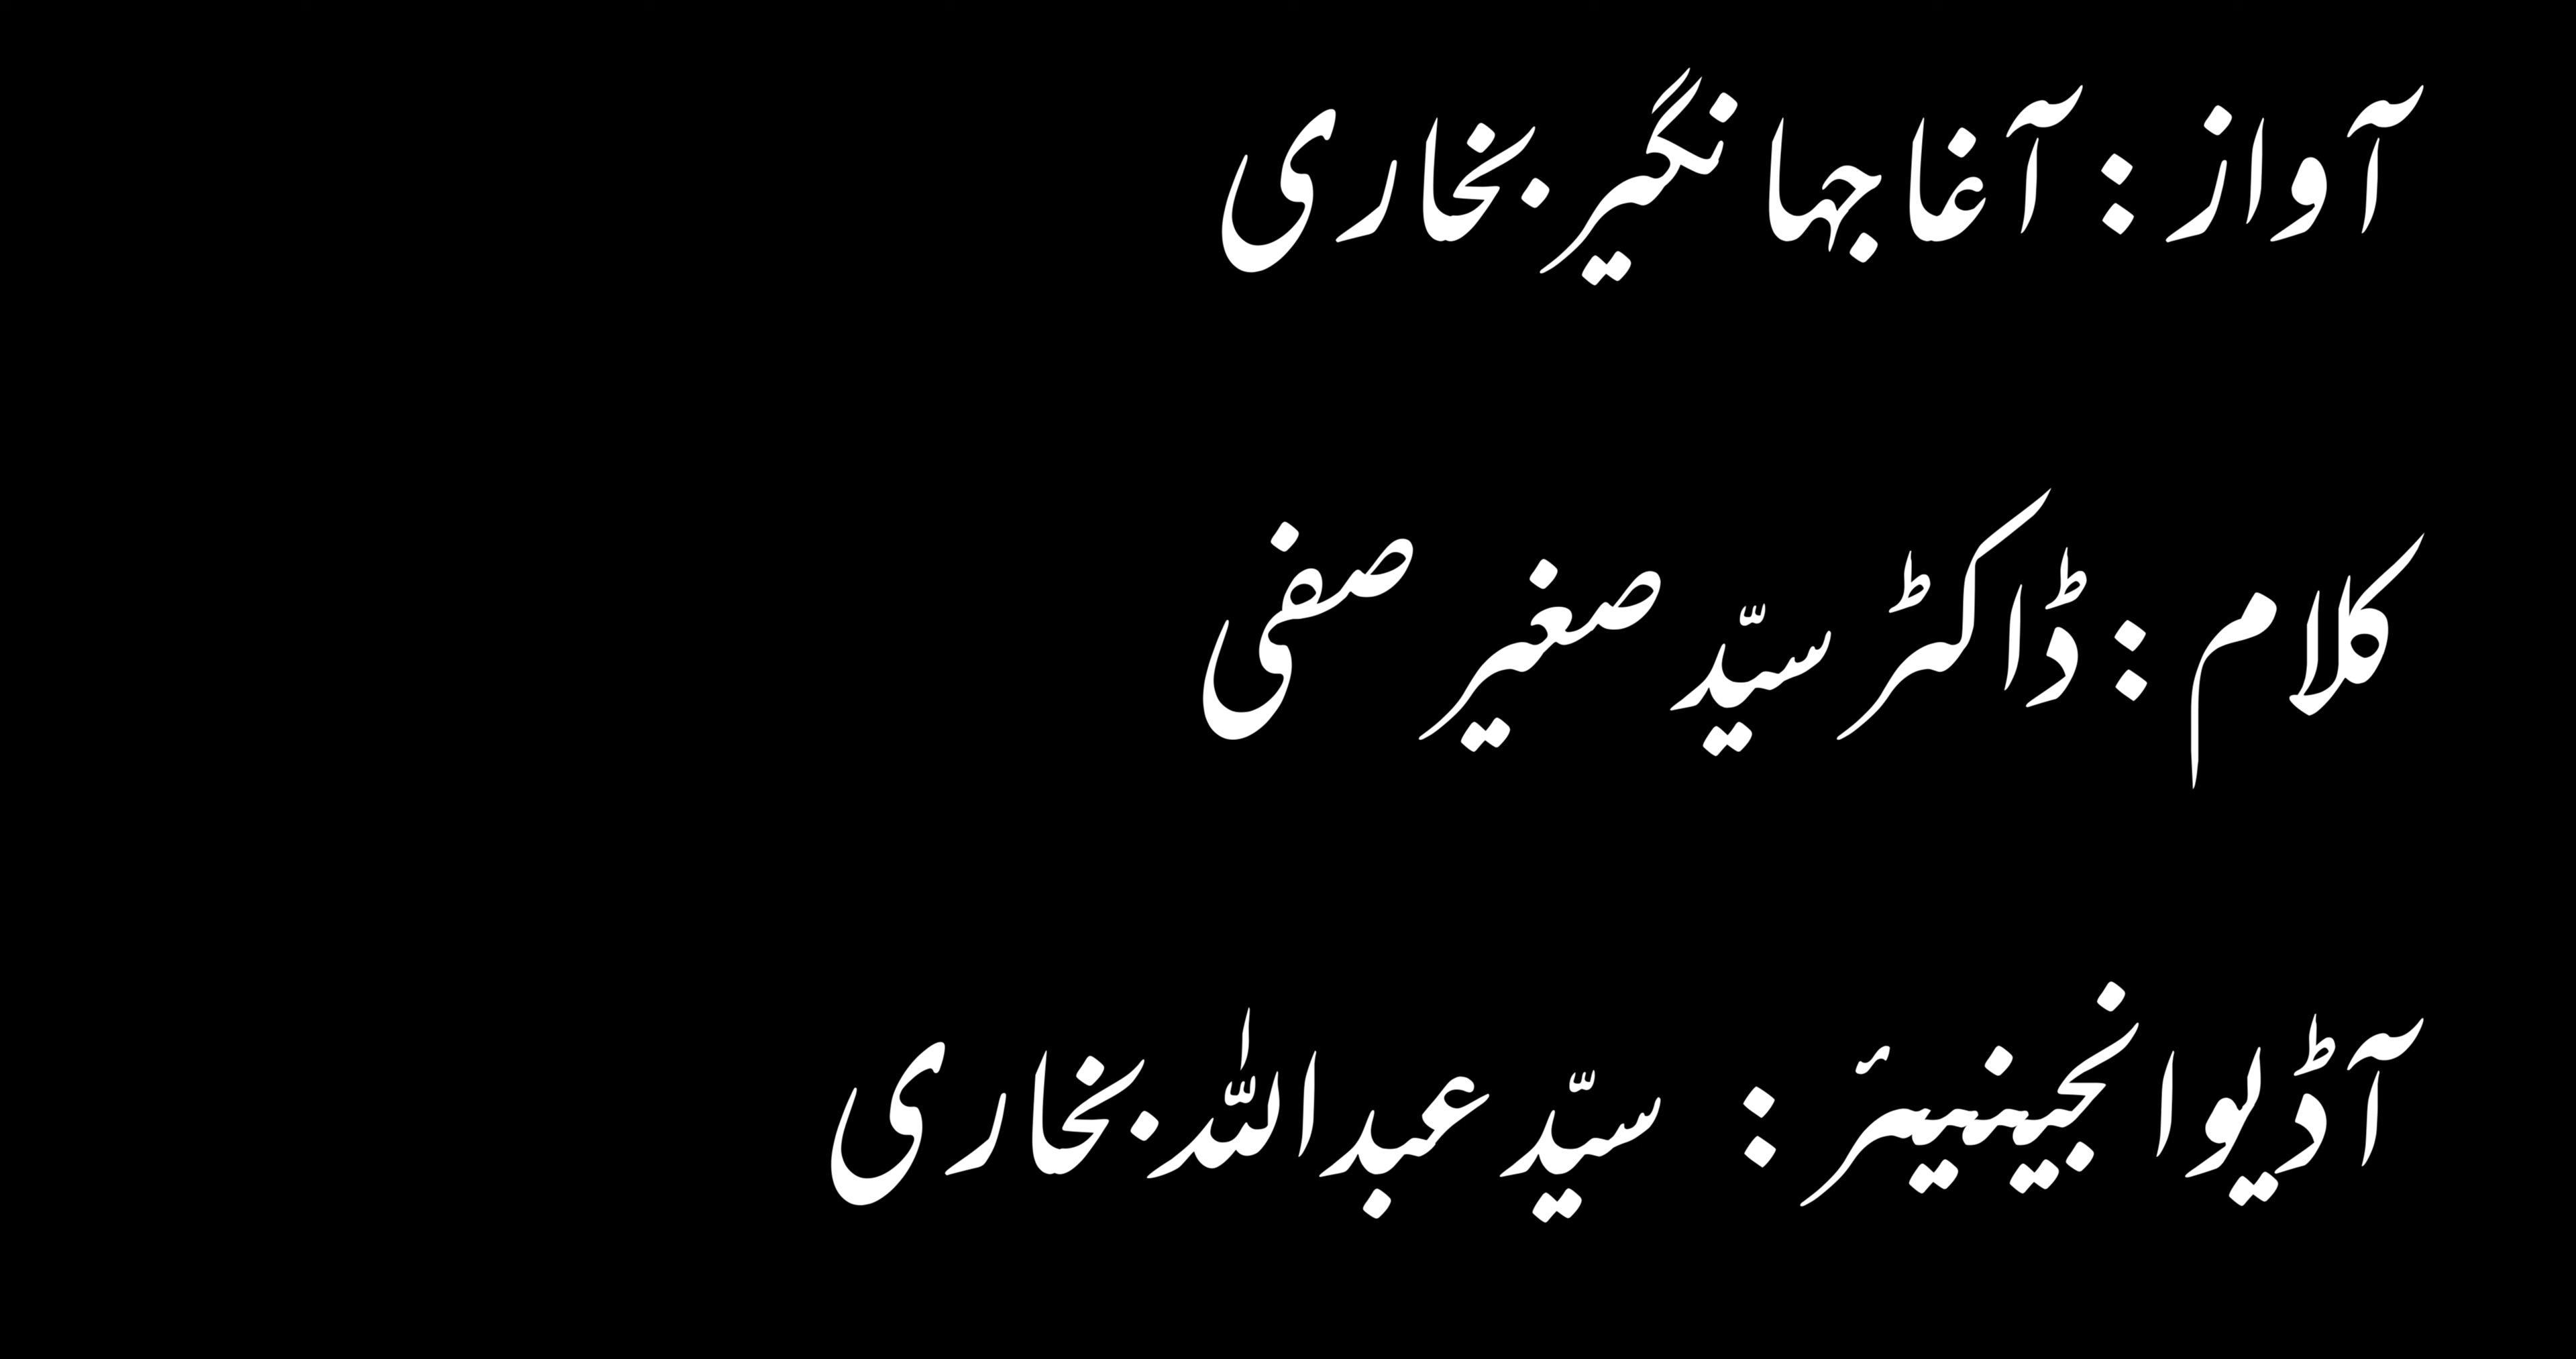 آواز : آغا جہانگیر بخاری
کلام : ڈاکٹر سیّد صغیر صفی
آڈیو انجینیئر : سیّد عبداللہ بخاری